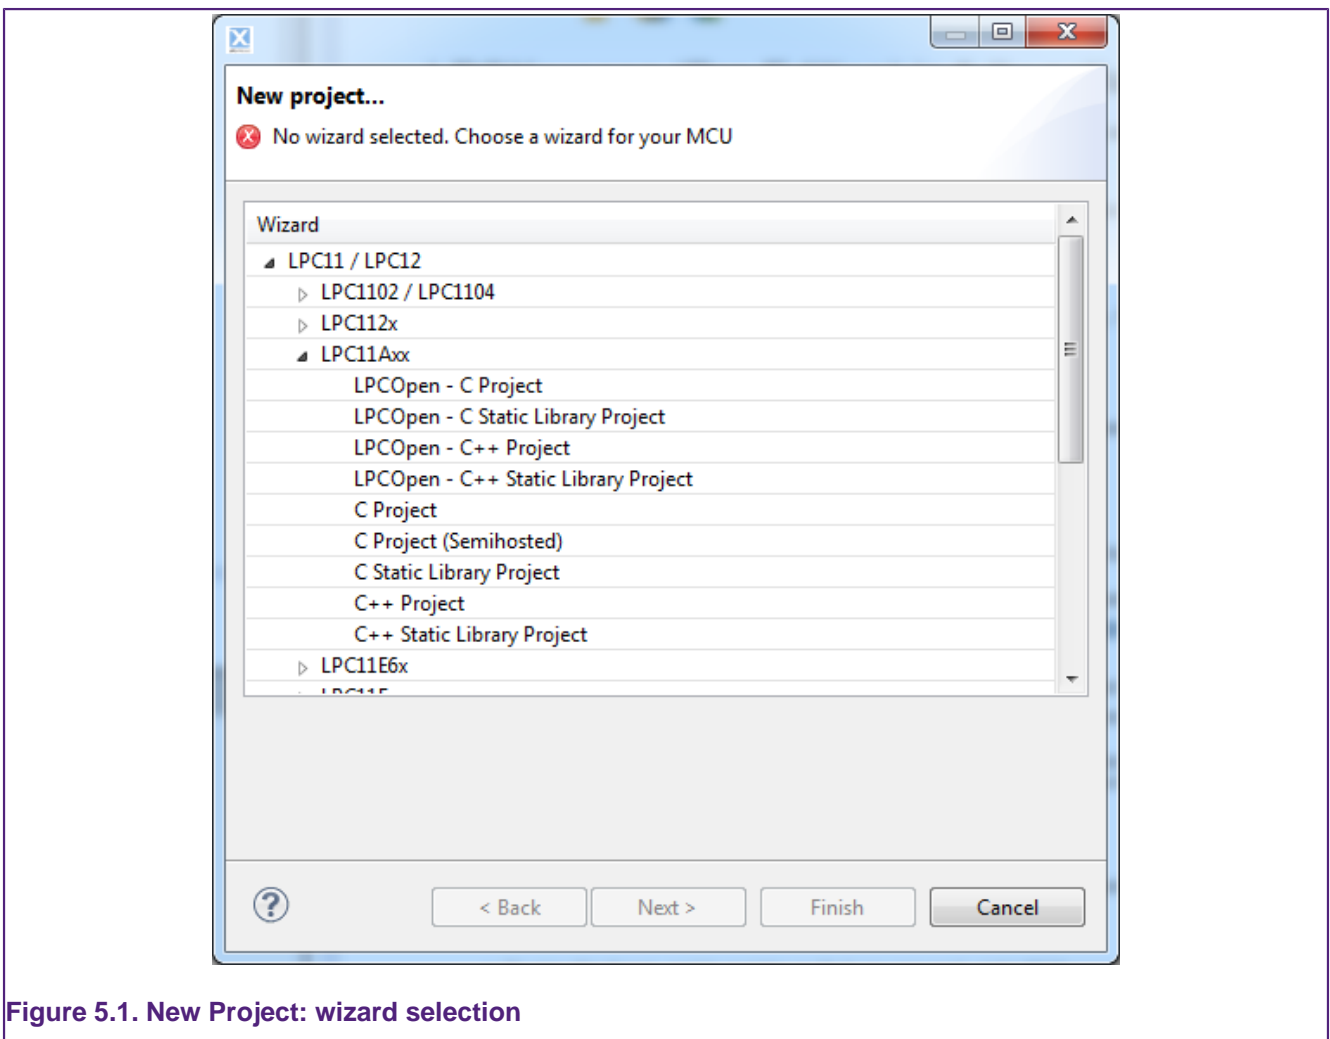 New project...
No wizard selected. Choose a wizard for your MCU
Wizard
LPC11 / LPC12
LPC1102 / LPC1104
LPC112x
LPC11Axx
LPCOpen - C Project
LPCOpen - C Static Library Project
LPCOpen - C++ Project
LPCOpen - C++ Static Library Project
C Project
C Project (Semihosted)
C Static Library Project
C++ Project
C++ Static Library Project
LPC11E6x
< Back
Next >
Finish
Cancel
Figure 5.1. New Project: wizard selection